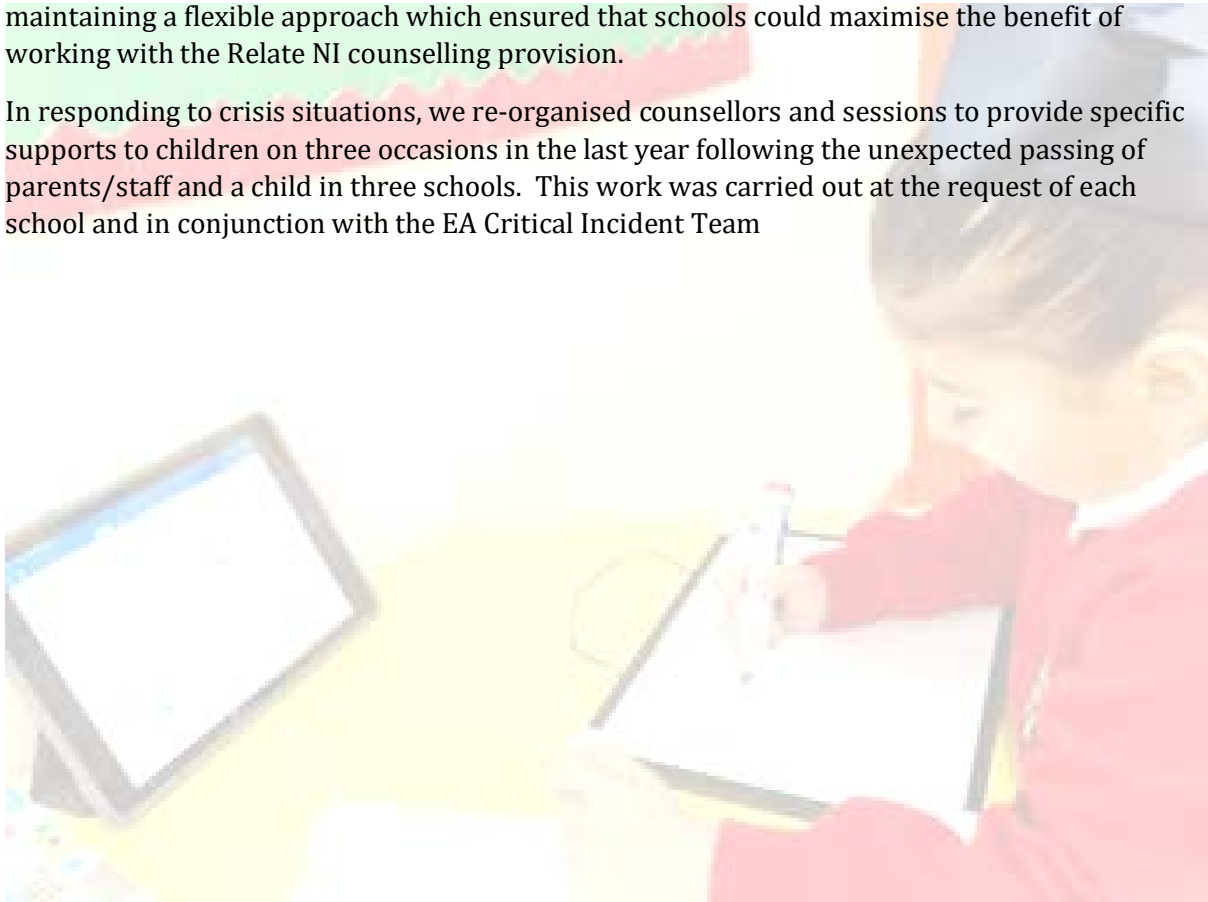 maintaining a flexible approach which ensured that schools could maximise the benefit of
working with the Relate NI counselling provision.
In responding to crisis situations, we re-organised counsellors and sessions to provide specific
supports to children on three occasions in the last year following the unexpected passing of
parents/staff and a child in three schools.  This work was carried out at the request of each
school and in conjunction with the EA Critical Incident Team